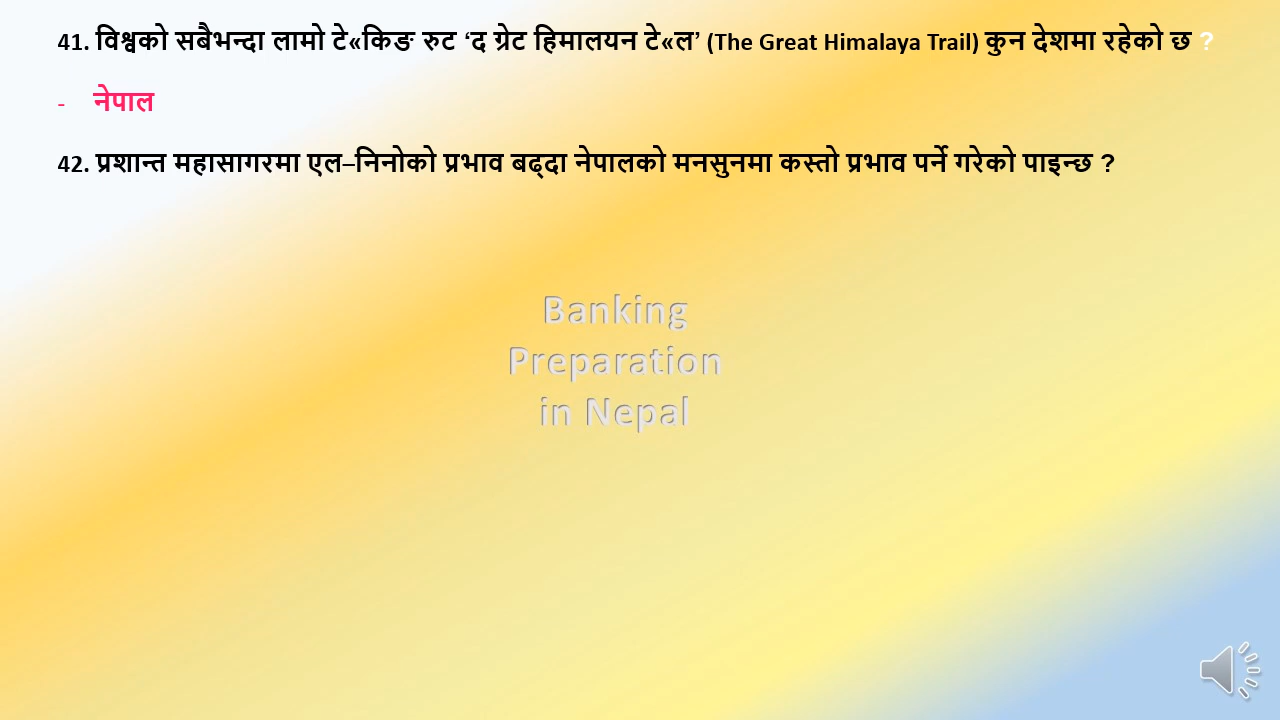 41. विश्वको सबैभन्दा लामो टे«किङ रुट ‘द ग्रेट हिमालयन टे«ल’ (The Great Himalaya Trail) कुन देशमा रहेको छ ?
- नेपाल
42. प्रशान्त महासागरमा एल–निनोको प्रभाव बढ्दा नेपालको मनसुनमा कस्तो प्रभाव पर्ने गरेको पाइन्छ ?
Banking
Preparation
in Nepal